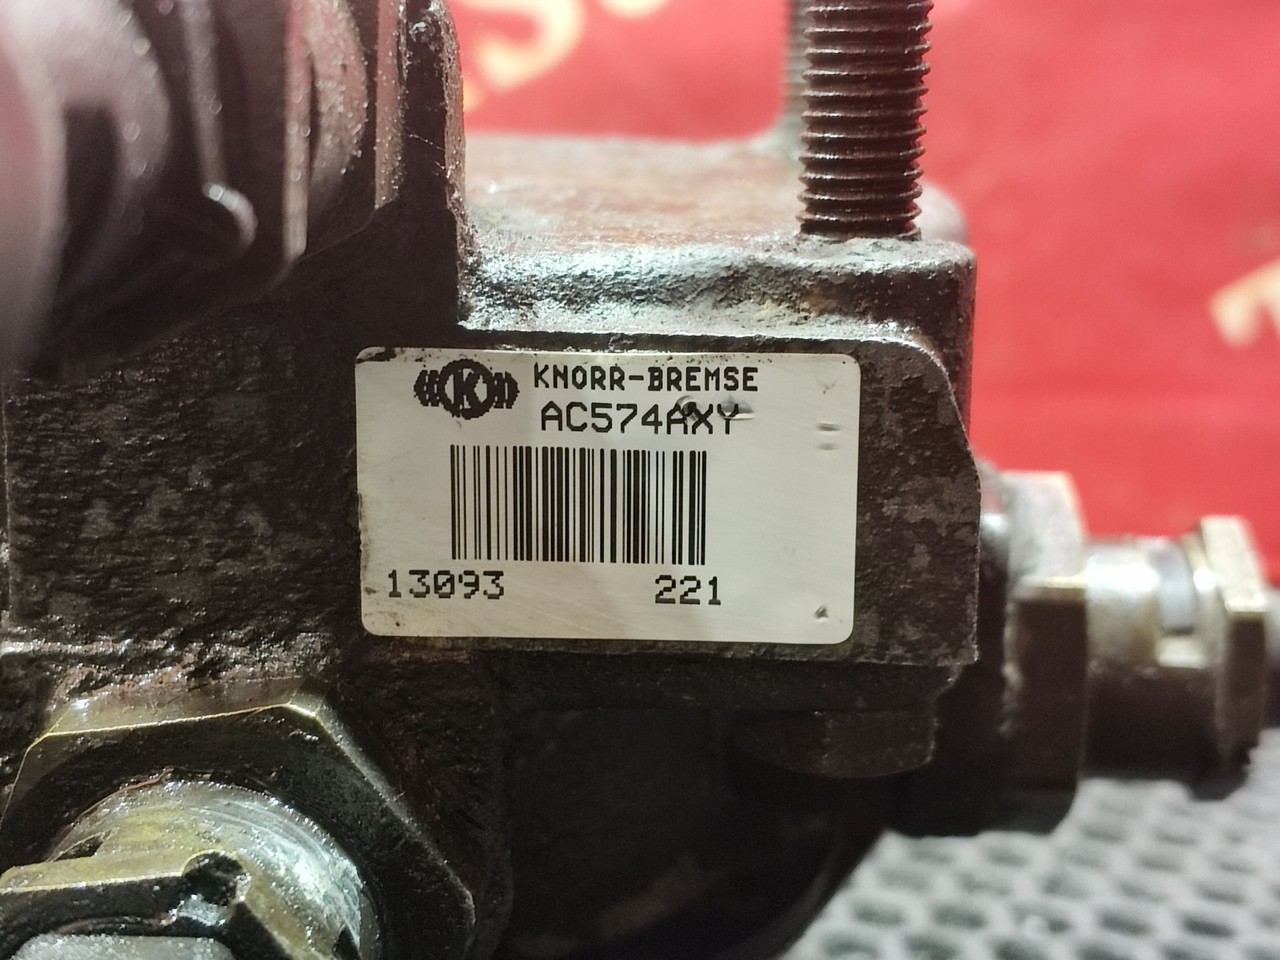 KNORR-BREMSE
AC574AXY
13093 221